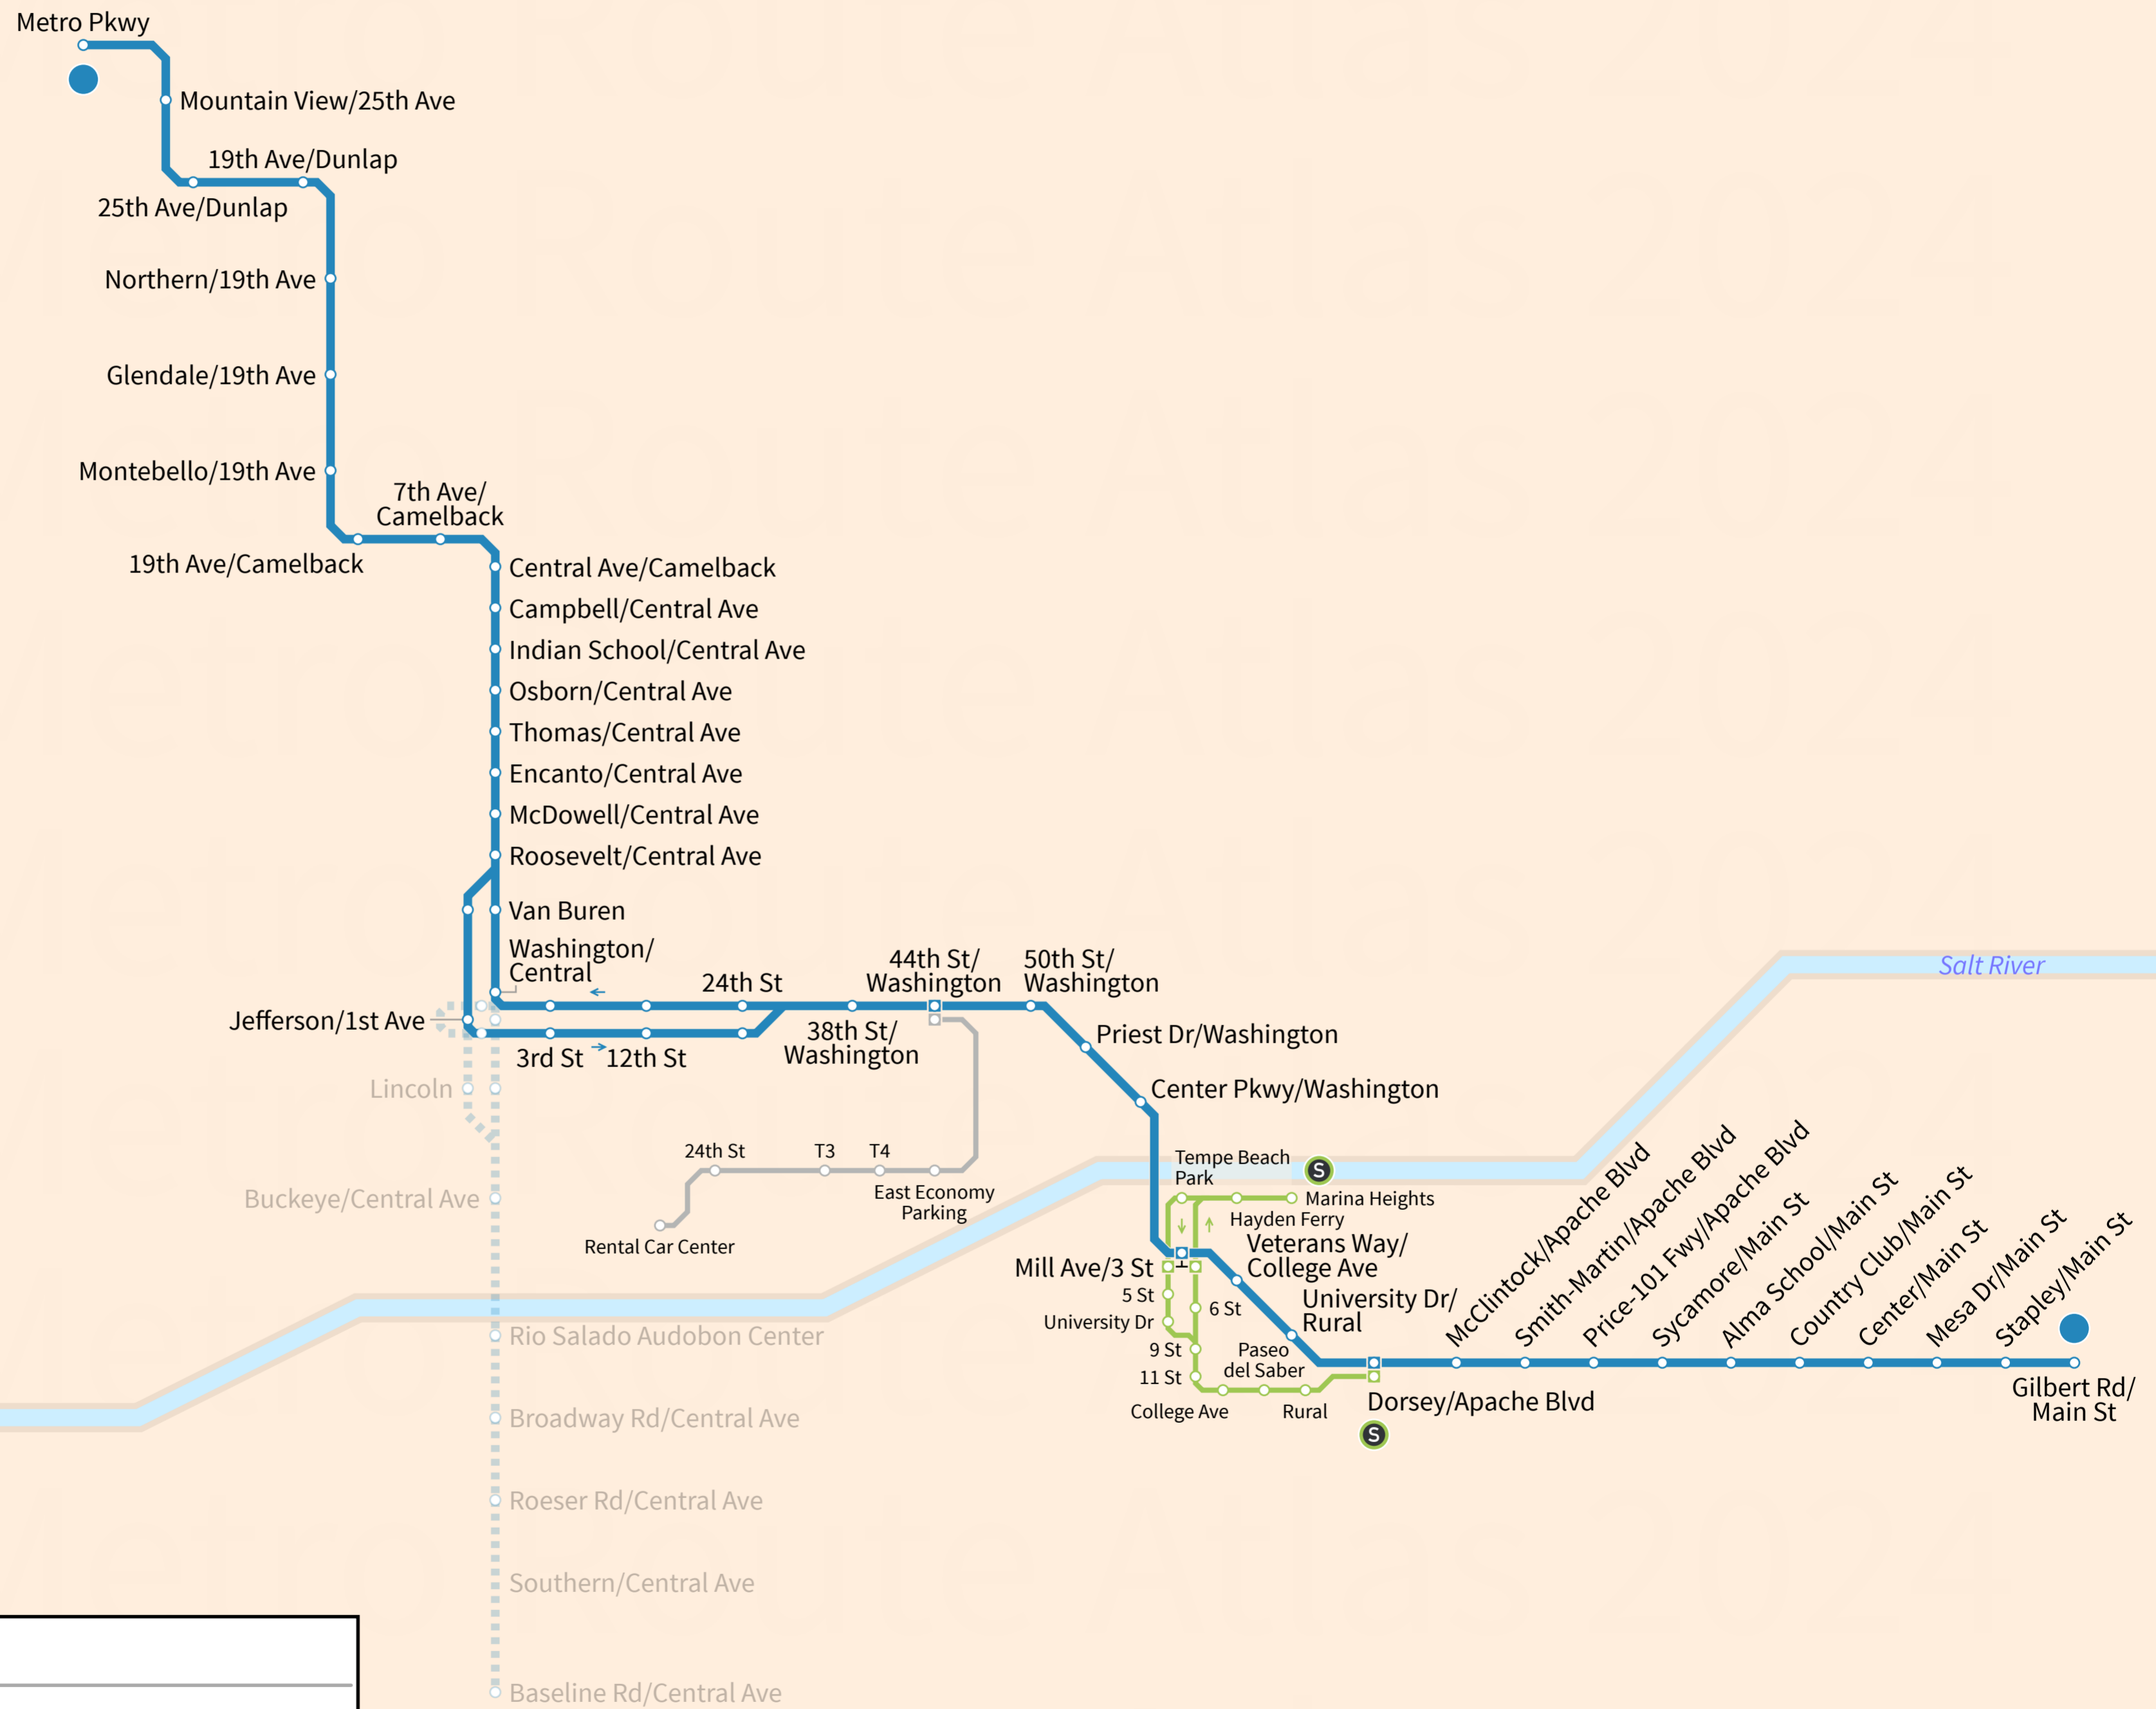 Metro Pkwy
Mountain View/25th Ave
19th Ave/Dunlap
25th Ave/Dunlap
Northern/19th Ave
Glendale/19th Ave
Montebello/19th Ave
7th Ave/
Camelback
19th Ave/Camelback
Central Ave/Camelback
Campbell/Central Ave
Indian School/Central Ave
Osborn/Central Ave
Thomas/Central Ave
Encanto/Central Ave
McDowell/Central Ave
Roosevelt/Central Ave
Van Buren
Washington/
Central
Jefferson/1st Ave
3rd St
12th St
24th St
38th St/
Washington
44th St/
Washington
50th St/
Washington
Priest Dr/Washington
Center Pkwy/Washington
Salt River
Lincoln
Buckeye/Central Ave
Rio Salado Audobon Center
Broadway Rd/Central Ave
Roeser Rd/Central Ave
Southern/Central Ave
Baseline Rd/Central Ave
24th St
T3
T4
East Economy
Parking
Rental Car Center
Tempe Beach
Park
S
Marina Heights
Hayden Ferry
Mill Ave/3 St
Veterans Way/
College Ave
5 St
6 St
University Dr
University Dr/
Rural
9 St
11 St
Paseo
del Saber
College Ave
Rural
Dorsey/Apache Blvd
S
McClintock/Apache Blvd
Smith-Martin/Apache Blvd
Price-101 Fwy/Apache Blvd
Sycamore/Main St
Alma School/Main St
Country Club/Main St
Center/Main St
Mesa Dr/Main St
Stapley/Main St
Gilbert Rd/
Main St
Metro Route Atlas 2024